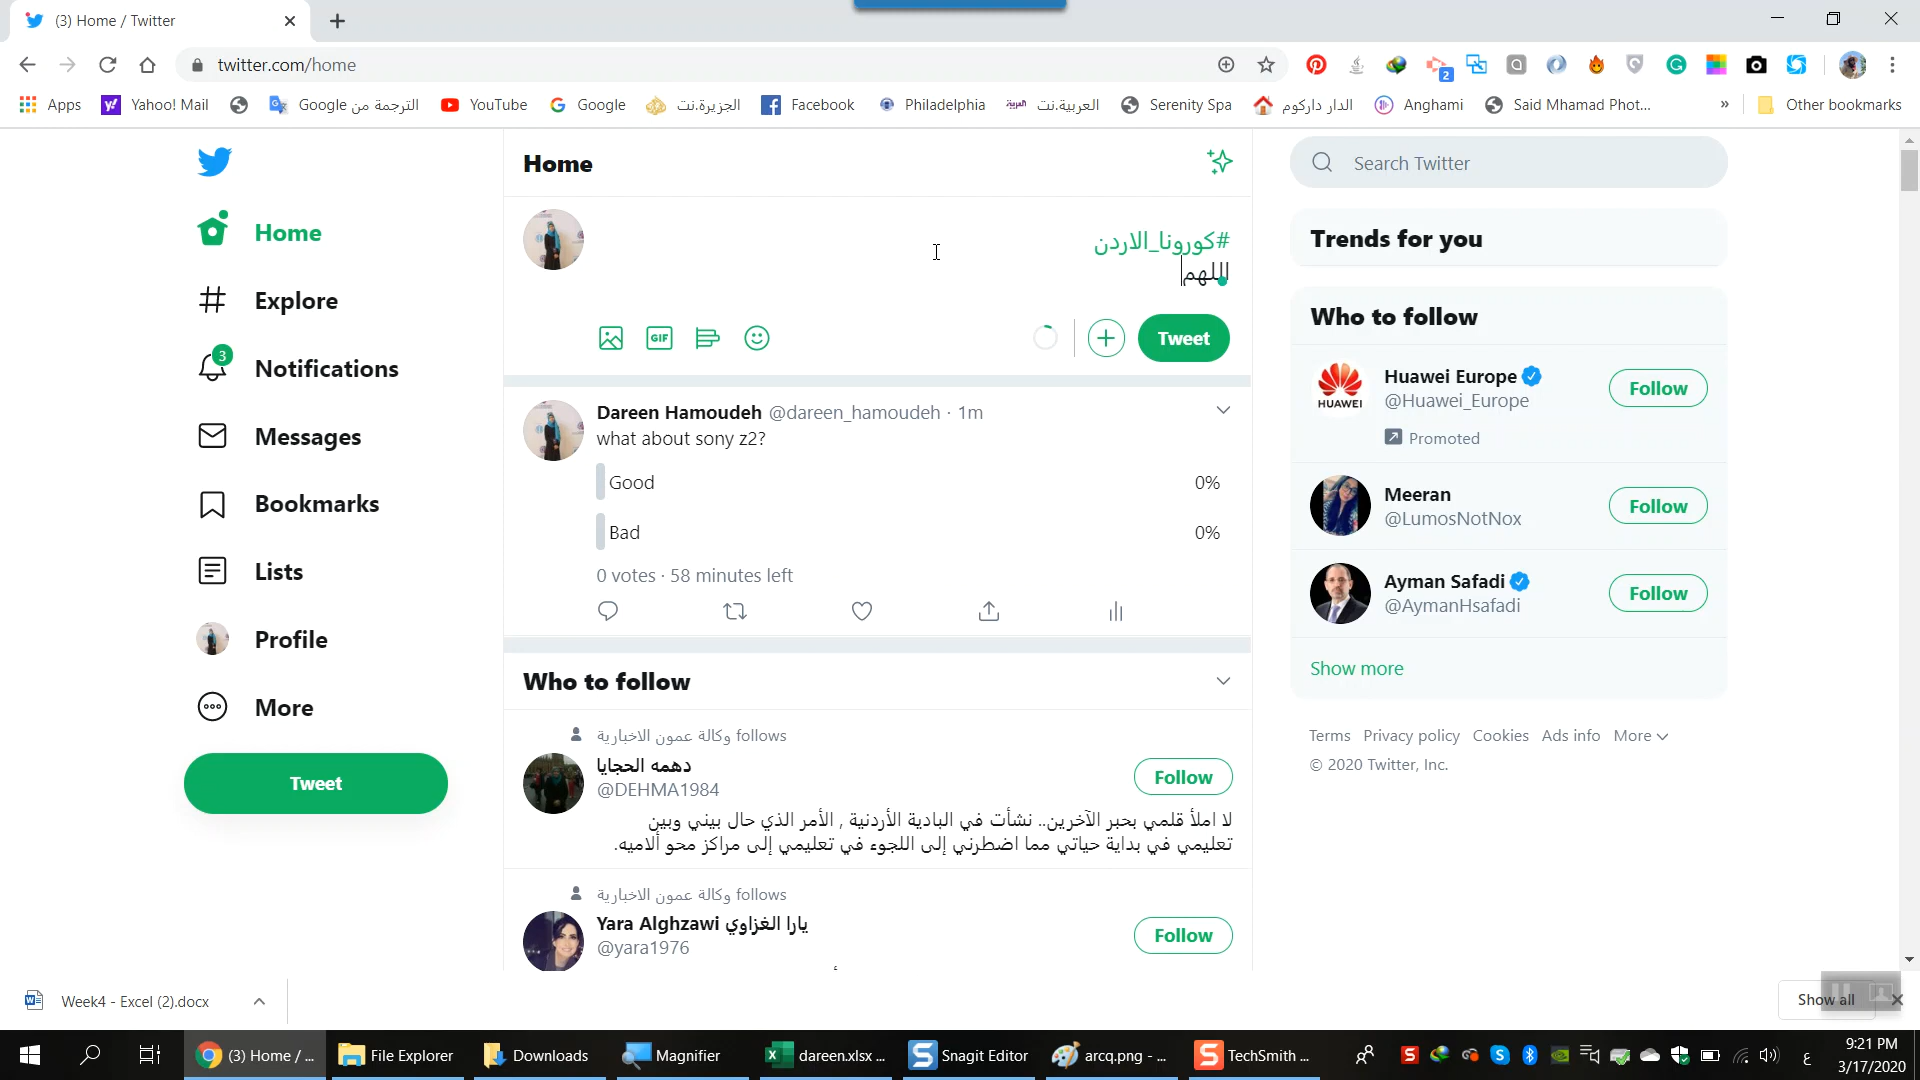 (3) Home / Twitter
twitter.com/home
2
Apps
Yahoo! Mail
الترجمة من Google
YouTube
Google
الجزيرة.نت
Facebook
Philadelphia
العربية.نت
Serenity Spa
الدار داركوم
Anghami
Said Mhamad Phot...
»
Other bookmarks
Home
Explore
3
Notifications
Messages
Bookmarks
Lists
Profile
More
Tweet
Home
#كورونا_الاردن
اللهم
GIF
Tweet
Dareen Hamoudeh @dareen_hamoudeh · 1m
what about sony z2?
Good 0%
Bad 0%
0 votes · 58 minutes left
Who to follow
وكالة عمون الاخبارية follows
دهمه الحجايا
@DEHMA1984
Follow
لا املأ قلمي بحبر الآخرين.. نشأت في البادية الأردنية , الأمر الذي حال بيني وبين
تعليمي في بداية حياتي مما اضطرني إلى اللجوء في تعليمي إلى مراكز محو ألاميه.
وكالة عمون الاخبارية follows
Yara Alghzawi يارا الغزاوي
@yara1976
Follow
Search Twitter
Trends for you
Who to follow
HUAWEI
Huawei Europe
@Huawei_Europe
Follow
Promoted
Meeran
@LumosNotNox
Follow
Ayman Safadi
@AymanHsafadi
Follow
Show more
Terms Privacy policy Cookies Ads info More
© 2020 Twitter, Inc.
Week4 - Excel (2).docx
Show all
(3) Home / ...
File Explorer
Downloads
Magnifier
dareen.xlsx ...
Snagit Editor
arcq.png - ...
TechSmith ...
ع
9:21 PM
3/17/2020